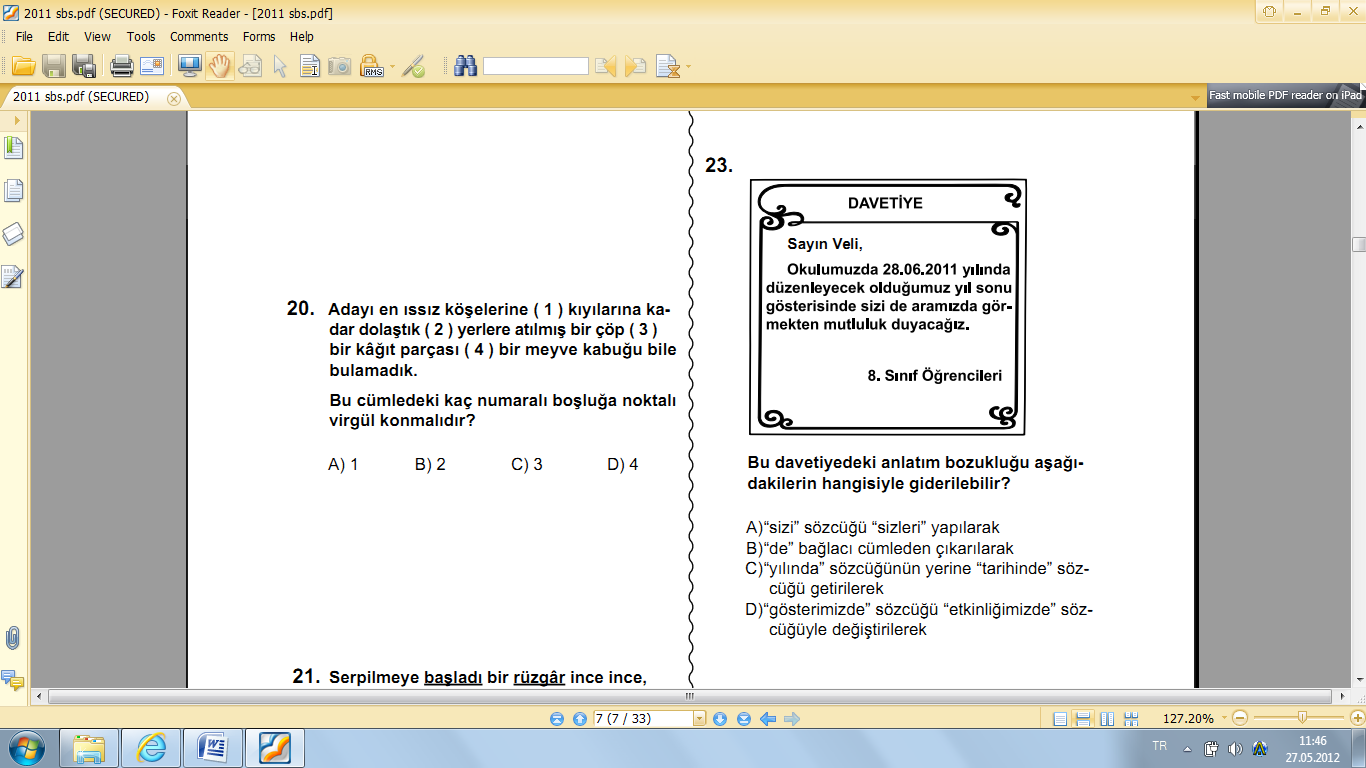 2011 sbs.pdf (SECURED) - Foxit Reader - [2011 sbs.pdf]
File Edit View Tools Comments Forms Help
RMS
2011 sbs.pdf (SECURED)
Fast mobile PDF reader on iPad
20. Adayı en ıssız köşelerine ( 1 ) kıyılarına ka-
dar dolaştık ( 2 ) yerlere atılmış bir çöp ( 3 )
bir kâğıt parçası ( 4 ) bir meyve kabuğu bile
bulamadık.
Bu cümledeki kaç numaralı boşluğa noktalı
virgül konmalıdır?
A) 1 B) 2 C) 3 D) 4
21. Serpilmeye başladı bir rüzgâr ince ince,
23.
DAVETİYE
Sayın Veli,
Okulumuzda 28.06.2011 yılında
düzenleyecek olduğumuz yıl sonu
gösterisinde sizi de aramızda gör-
mekten mutluluk duyacağız.
8. Sınıf Öğrencileri
Bu davetiyedeki anlatım bozukluğu aşağı-
dakilerin hangisiyle giderilebilir?
A)“sizi” sözcüğü “sizleri” yapılarak
B)“de” bağlacı cümleden çıkarılarak
C)“yılında” sözcüğünün yerine “tarihinde” söz-
cüğü getirilerek
D)“gösterimizde” sözcüğü “etkinliğimizde” söz-
cüğüyle değiştirilerek
7 (7 / 33)
127.20%
TR
11:46
27.05.2012